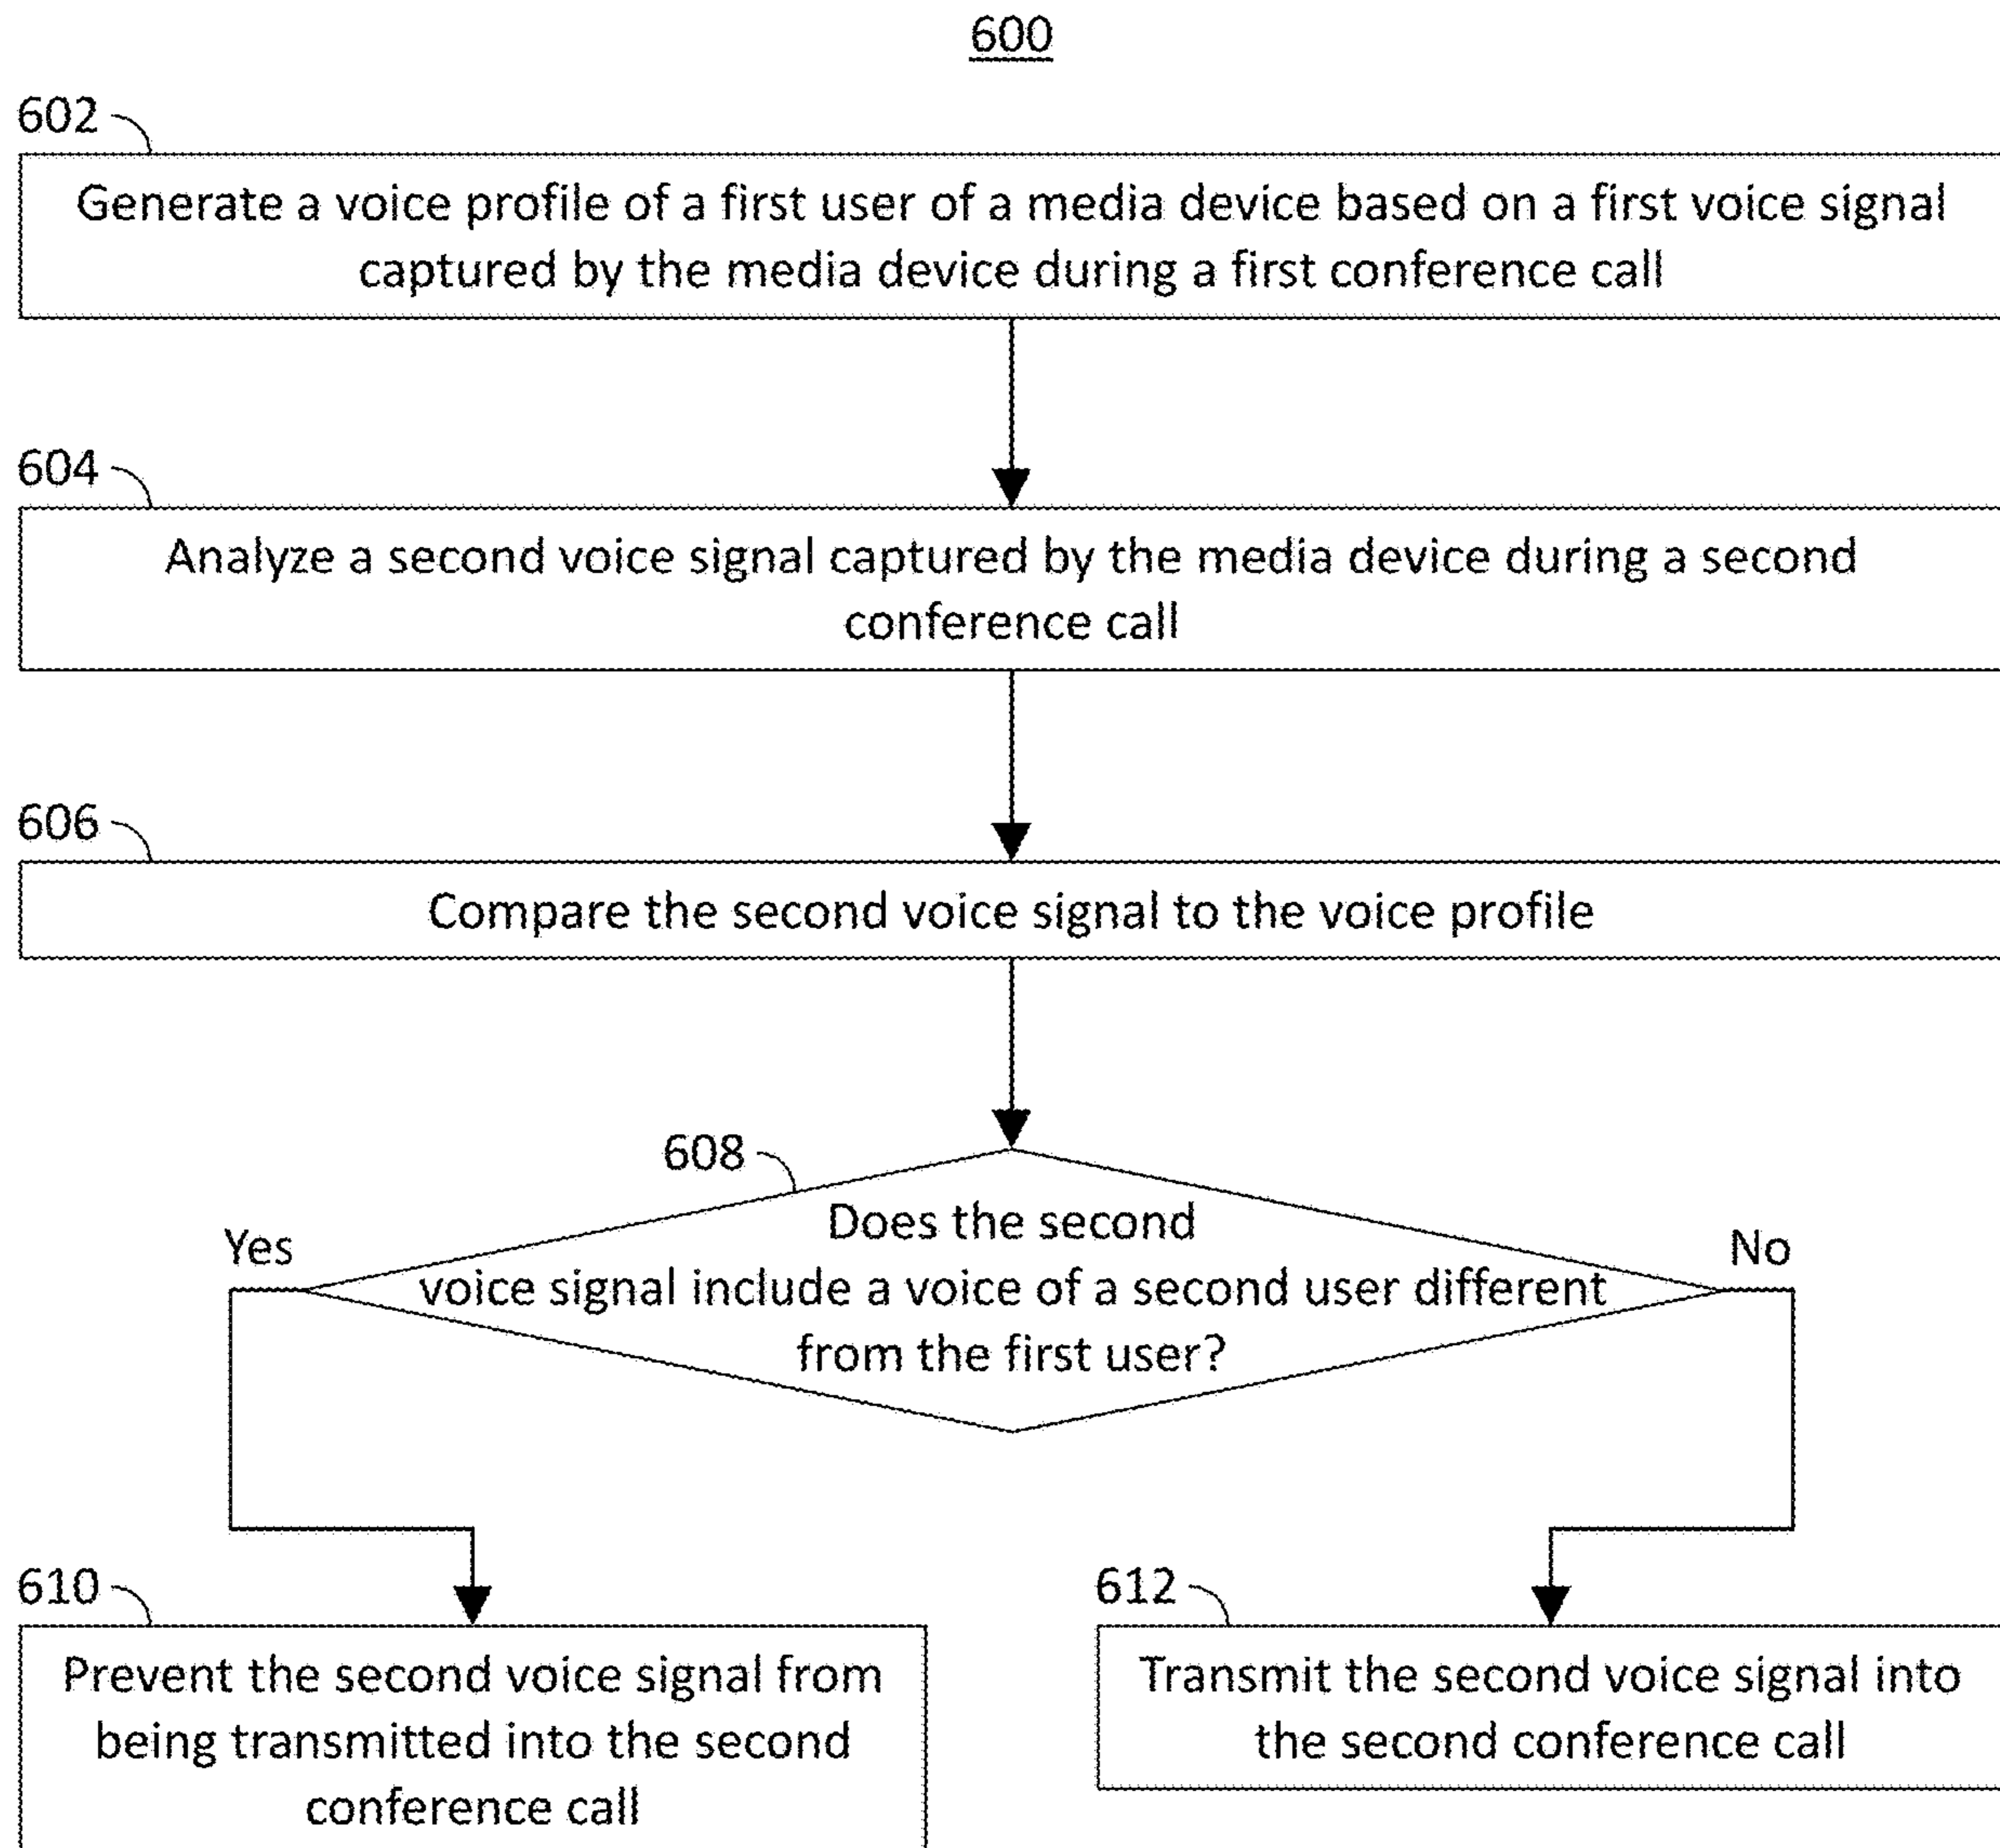 600
602
Generate a voice profile of a first user of a media device based on a first voice signal
captured by the media device during a first conference call
604
Analyze a second voice signal captured by the media device during a second
conference call
606
Compare the second voice signal to the voice profile
608
Does the second
Yes
No
voice signal include a voice of a second user different
from the first user?
610
Prevent the second voice signal from
being transmitted into the second
conference call
612
Transmit the second voice signal into
the second conference call